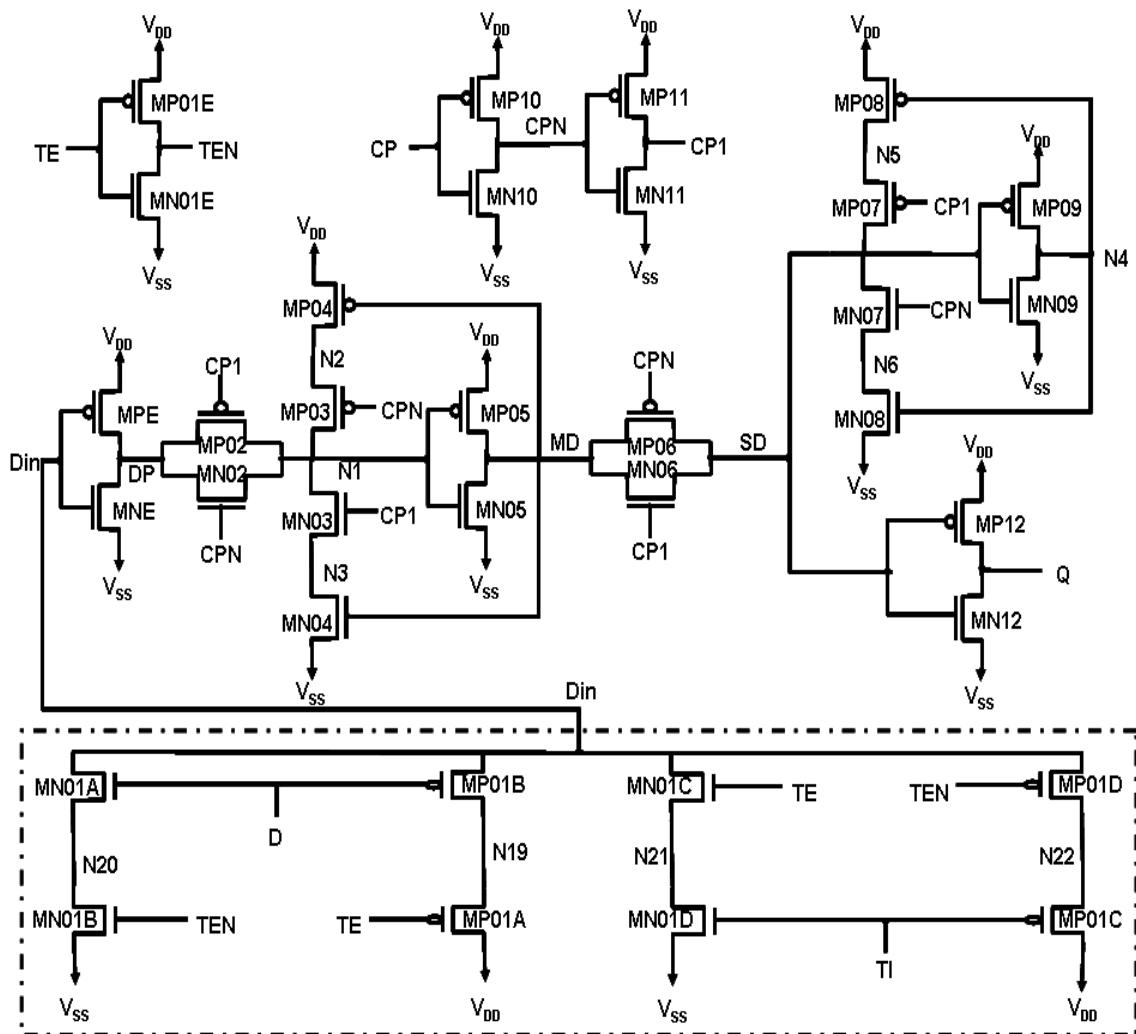 VDD VDD VDD
MP01E MP10 MP11 MP08
CPN VDD
TE TEN CP CP1 N5
MN01E MN10 MN11 MP07 CP1 MP09
VDD N4
VSS VSS VSS
MP04 MN07 CPN MN09
VDD VDD
CP1 N2 CPN N6 VSS
MPE MP03 CPN MP05 MN08
MP02 MP06
Din DP MN02 N1 MD MN06 SD
VDD
MNE MN03 CP1 MN05 VSS
MP12
CPN CP1
VSS N3 VSS Q
MN04 MN12
VSS Din VSS
MN01A MP01B MN01C TE TEN MP01D
D
N20 N19 N21 N22
MN01B TEN TE MP01A MN01D MP01C
TI
VSS VDD VSS VDD